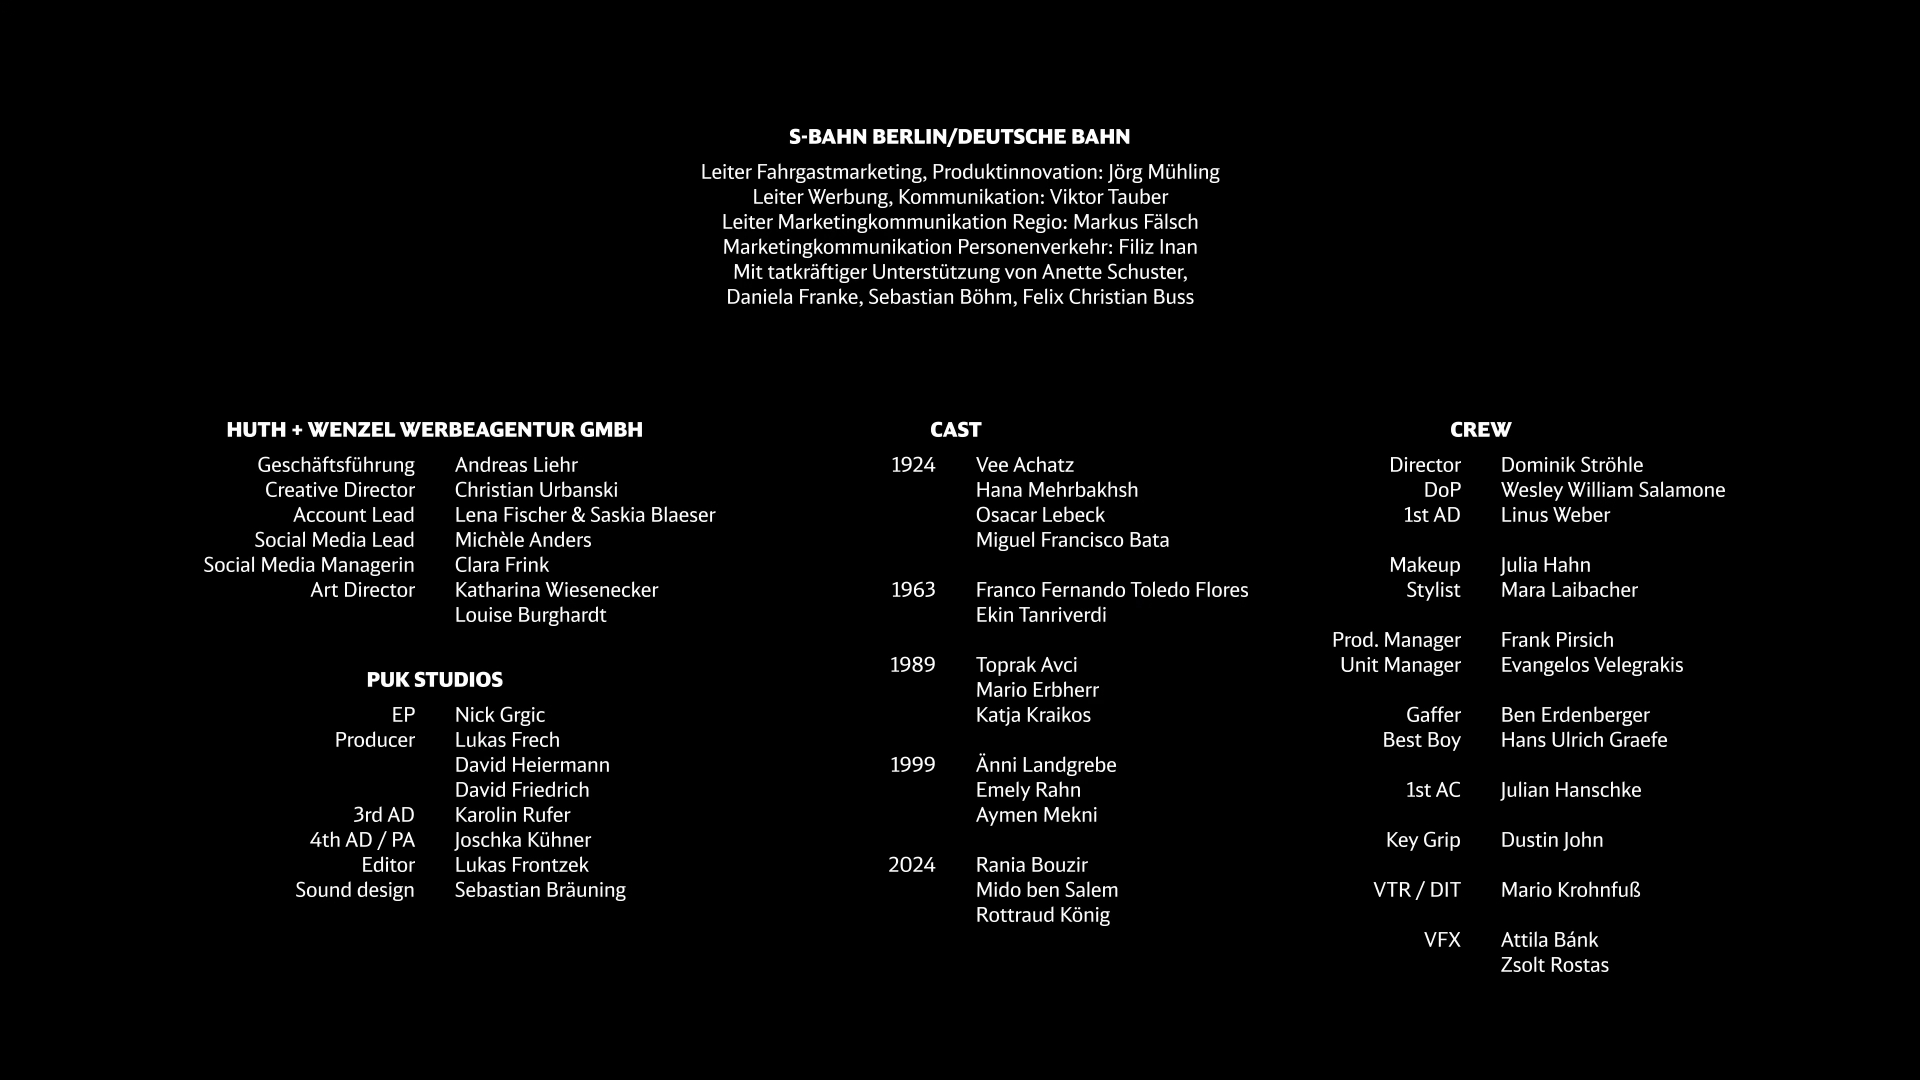 S-BAHN BERLIN/DEUTSCHE BAHN
Leiter Fahrgastmarketing, Produktinnovation: Jörg Mühling
Leiter Werbung, Kommunikation: Viktor Tauber
Leiter Marketingkommunikation Regio: Markus Fälsch
Marketingkommunikation Personenverkehr: Filiz Inan
Mit tatkräftiger Unterstützung von Anette Schuster,
Daniela Franke, Sebastian Böhm, Felix Christian Buss
HUTH + WENZEL WERBEAGENTUR GMBH
Geschäftsführung Andreas Liehr
Creative Director Christian Urbanski
Account Lead Lena Fischer & Saskia Blaeser
Social Media Lead Michèle Anders
Social Media Managerin Clara Frink
Art Director Katharina Wiesenecker
Louise Burghardt
PUK STUDIOS
EP Nick Grgic
Producer Lukas Frech
David Heiermann
David Friedrich
3rd AD Karolin Rufer
4th AD / PA Joschka Kühner
Editor Lukas Frontzek
Sound design Sebastian Bräuning
CAST
1924 Vee Achatz
Hana Mehrbakhsh
Osacar Lebeck
Miguel Francisco Bata
1963 Franco Fernando Toledo Flores
Ekin Tanriverdi
1989 Toprak Avci
Mario Erbherr
Katja Kraikos
1999 Änni Landgrebe
Emely Rahn
Aymen Mekni
2024 Rania Bouzir
Mido ben Salem
Rottraud König
CREW
Director Dominik Ströhle
DoP Wesley William Salamone
1st AD Linus Weber
Makeup Julia Hahn
Stylist Mara Laibacher
Prod. Manager Frank Pirsich
Unit Manager Evangelos Velegrakis
Gaffer Ben Erdenberger
Best Boy Hans Ulrich Graefe
1st AC Julian Hanschke
Key Grip Dustin John
VTR / DIT Mario Krohnfuß
VFX Attila Bánk
Zsolt Rostas